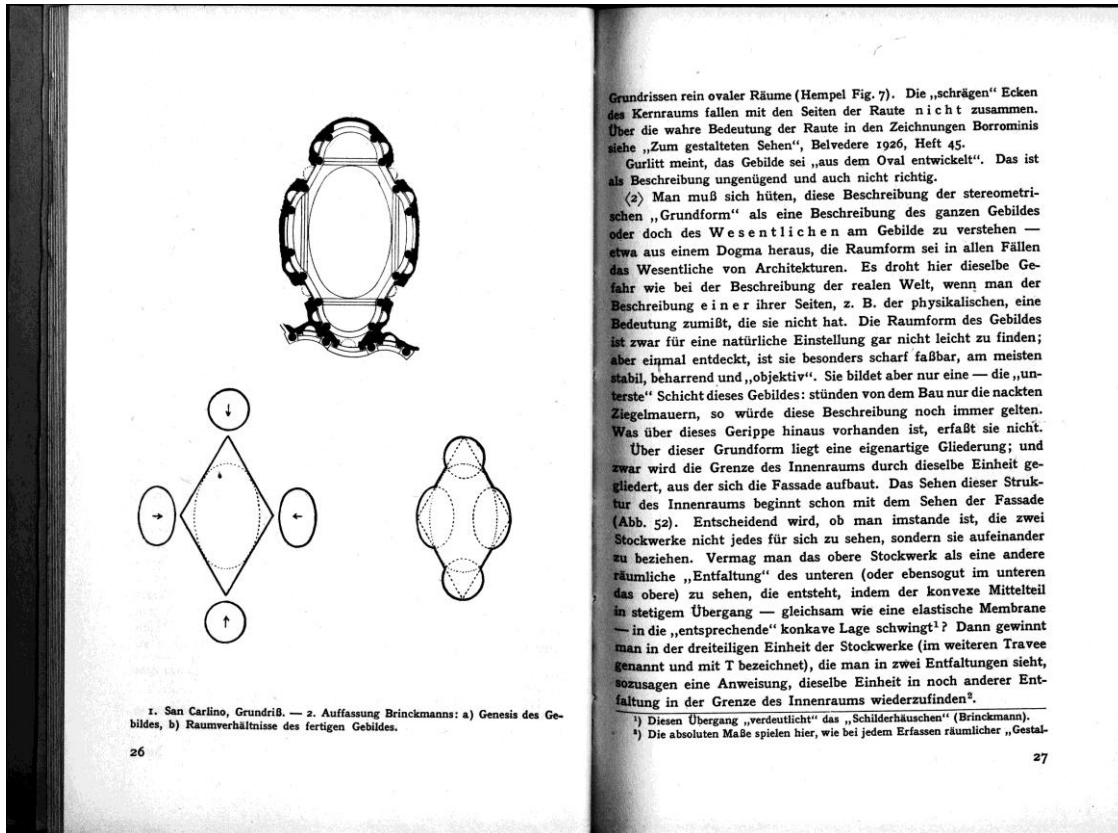 1. San Carlino, Grundriß. — 2. Auffassung Brinckmanns: a) Genesis des Ge-
bildes, b) Raumverhältnisse des fertigen Gebildes.
26
Grundrissen rein ovaler Räume (Hempel Fig. 7). Die „schrägen“ Ecken
des Kernraums fallen mit den Seiten der Raute nicht zusammen.
Über die wahre Bedeutung der Raute in den Zeichnungen Borrominis
siehe „Zum gestalteten Sehen“, Belvedere 1926, Heft 45.
Gurlitt meint, das Gebilde sei „aus dem Oval entwickelt“. Das ist
als Beschreibung ungenügend und auch nicht richtig.
⟨2⟩ Man muß sich hüten, diese Beschreibung der stereometri-
schen „Grundform“ als eine Beschreibung des ganzen Gebildes
oder doch des Wesentlichen am Gebilde zu verstehen —
etwa aus einem Dogma heraus, die Raumform sei in allen Fällen
das Wesentliche von Architekturen. Es droht hier dieselbe Ge-
fahr wie bei der Beschreibung der realen Welt, wenn man der
Beschreibung einer ihrer Seiten, z. B. der physikalischen, eine
Bedeutung zumißt, die sie nicht hat. Die Raumform des Gebildes
ist zwar für eine natürliche Einstellung gar nicht leicht zu finden;
aber einmal entdeckt, ist sie besonders scharf faßbar, am meisten
stabil, beharrend und „objektiv“. Sie bildet aber nur eine — die „un-
terste“ Schicht dieses Gebildes: stünden von dem Bau nur die nackten
Ziegelmauern, so würde diese Beschreibung noch immer gelten.
Was über dieses Gerippe hinaus vorhanden ist, erfaßt sie nicht.
Über dieser Grundform liegt eine eigenartige Gliederung; und
zwar wird die Grenze des Innenraums durch dieselbe Einheit ge-
gliedert, aus der sich die Fassade aufbaut. Das Sehen dieser Struk-
tur des Innenraums beginnt schon mit dem Sehen der Fassade
(Abb. 52). Entscheidend wird, ob man imstande ist, die zwei
Stockwerke nicht jedes für sich zu sehen, sondern sie aufeinander
zu beziehen. Vermag man das obere Stockwerk als eine andere
räumliche „Entfaltung“ des unteren (oder ebensogut im unteren
das obere) zu sehen, die entsteht, indem der konvexe Mittelteil
in stetigem Übergang — gleichsam wie eine elastische Membrane
— in die „entsprechende“ konkave Lage schwingt¹? Dann gewinnt
man in der dreiteiligen Einheit der Stockwerke (im weiteren Travee
genannt und mit T bezeichnet), die man in zwei Entfaltungen sieht,
sozusagen eine Anweisung, dieselbe Einheit in noch anderer Ent-
faltung in der Grenze des Innenraums wiederzufinden².
¹) Diesen Übergang „verdeutlicht“ das „Schilderhäuschen“ (Brinckmann).
²) Die absoluten Maße spielen hier, wie bei jedem Erfassen räumlicher „Gestal-
27